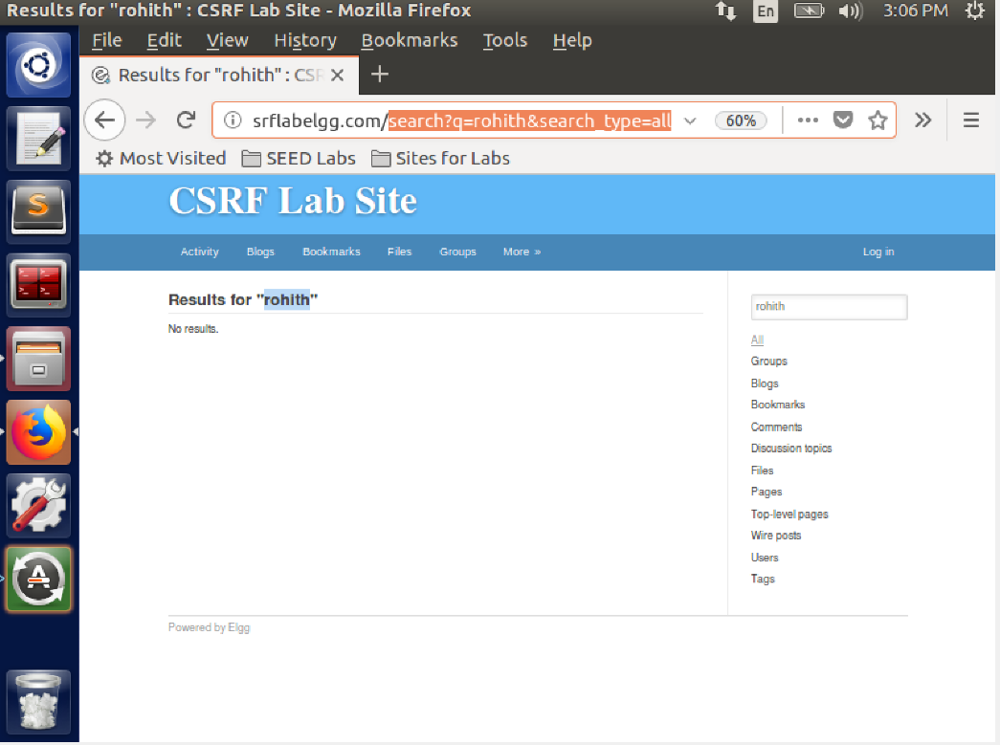 Results for "rohith" : CSRF Lab Site - Mozilla Firefox
En
3:06 PM
File Edit View History Bookmarks Tools Help
Results for "rohith" : CSR
srflabelgg.com/search?q=rohith&search_type=all
60%
Most Visited SEED Labs Sites for Labs
CSRF Lab Site
Activity Blogs Bookmarks Files Groups More » Log in
Results for "rohith"
No results.
rohith
All
Groups
Blogs
Bookmarks
Comments
Discussion topics
Files
Pages
Top-level pages
Wire posts
Users
Tags
Powered by Elgg